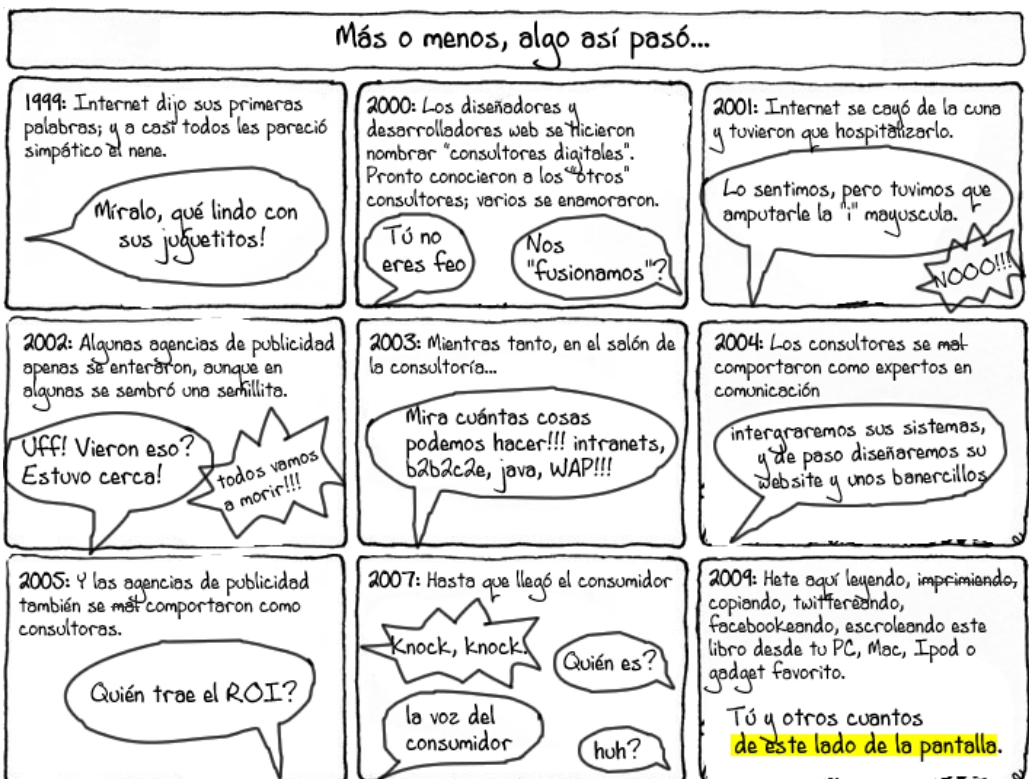 Más o menos, algo así pasó...
1999: Internet dijo sus primeras
palabras; y a casi todos les pareció
simpático el nene.
Míralo, qué lindo con
sus juguetitos!
2000: Los diseñadores y
desarrolladores web se hicieron
nombrar "consultores digitales".
Pronto conocieron a los "otros"
consultores; varios se enamoraron.
Tú no
eres feo
Nos
"fusionamos"?
2001: Internet se cayó de la cuna
y tuvieron que hospitalizarlo.
Lo sentimos, pero tuvimos que
amputarle la "i" mayuscula.
NOOO!!!
2002: Algunas agencias de publicidad
apenas se enteraron, aunque en
algunas se sembró una semillita.
Uff! Vieron eso?
Estuvo cerca!
todos vamos
a morir!!!
2003: Mientras tanto, en el salón de
la consultoría...
Mira cuántas cosas
podemos hacer!!! intranets,
b2b2c2e, java, WAP!!!
2004: Los consultores se mal
comportaron como expertos en
comunicación
intergraremos sus sistemas,
y de paso diseñaremos su
website y unos banercillos
2005: Y las agencias de publicidad
también se mal comportaron como
consultoras.
Quién trae el ROI?
2007: Hasta que llegó el consumidor
Knock, knock.
Quién es?
la voz del
consumidor
huh?
2009: Hete aquí leyendo, imprimiendo,
copiando, twittereando,
facebookeando, escroleando este
libro desde tu PC, Mac, Ipod o
gadget favorito.
Tú y otros cuantos
de este lado de la pantalla.